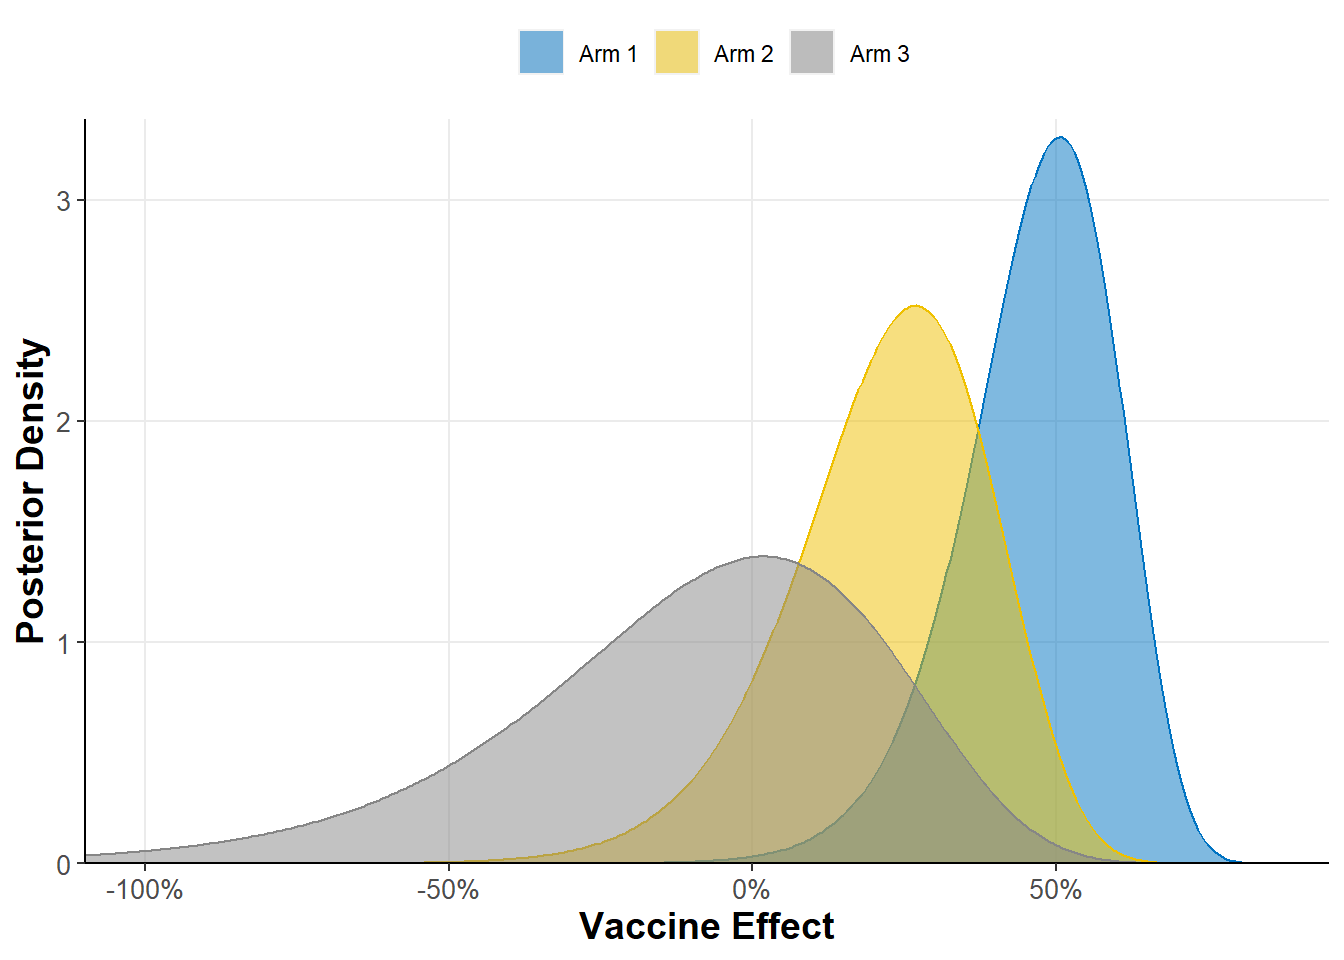 Arm 1 Arm 2 Arm 3
Posterior Density
3
2
1
0
-100% -50% 0% 50%
Vaccine Effect